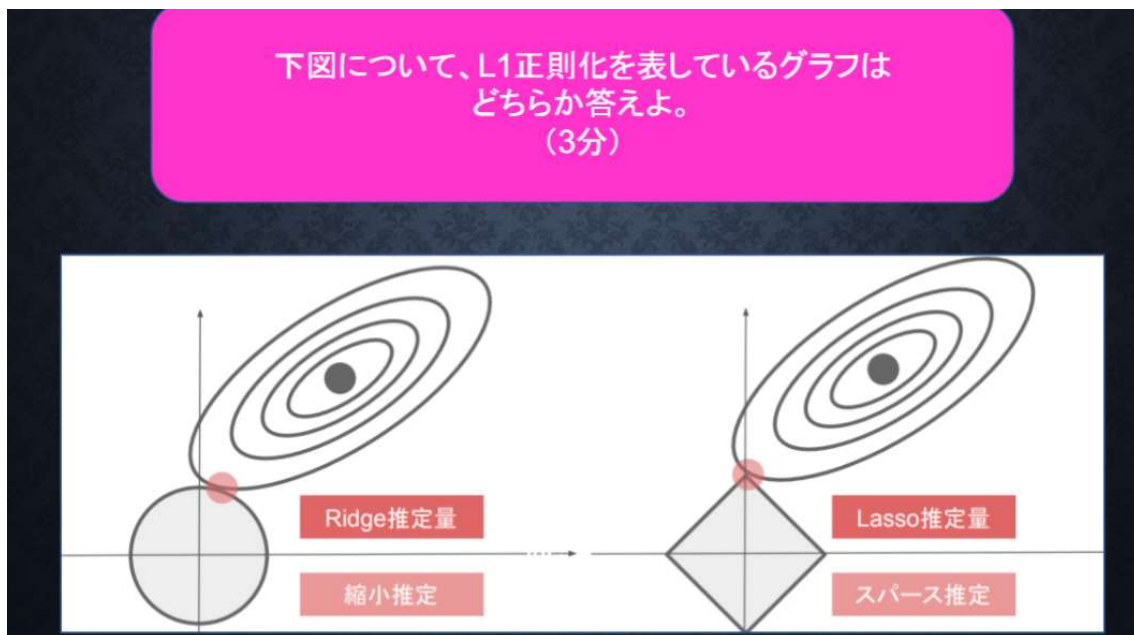 下図について、L1正則化を表しているグラフは
どちらか答えよ。
(3分)
Ridge推定量
縮小推定
Lasso推定量
スパース推定